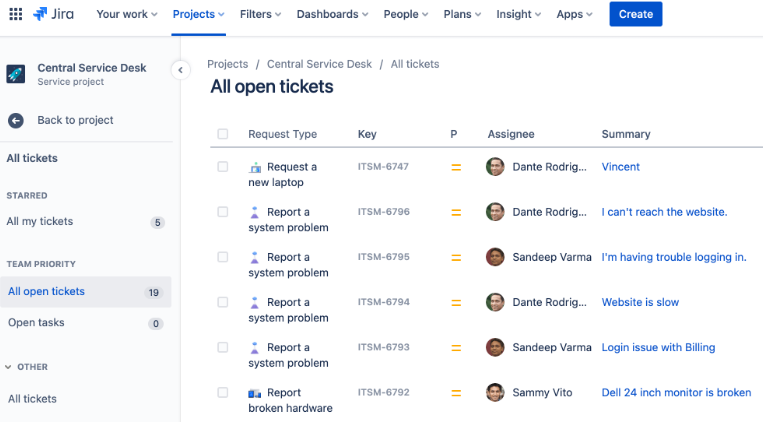 Jira Your work Projects Filters Dashboards People Plans Insight Apps Create
Central Service Desk
Service project
Back to project
All tickets
STARRED
All my tickets 5
TEAM PRIORITY
All open tickets 19
Open tasks 0
OTHER
All tickets
Projects / Central Service Desk / All tickets
All open tickets
Request Type Key P Assignee Summary
Request a ITSM-6747 Dante Rodrig... Vincent
new laptop
Report a ITSM-6796 Dante Rodrig... I can't reach the website.
system problem
Report a ITSM-6795 Sandeep Varma I'm having trouble logging in.
system problem
Report a ITSM-6794 Dante Rodrig... Website is slow
system problem
Report a ITSM-6793 Sandeep Varma Login issue with Billing
system problem
Report ITSM-6792 Sammy Vito Dell 24 inch monitor is broken
broken hardware